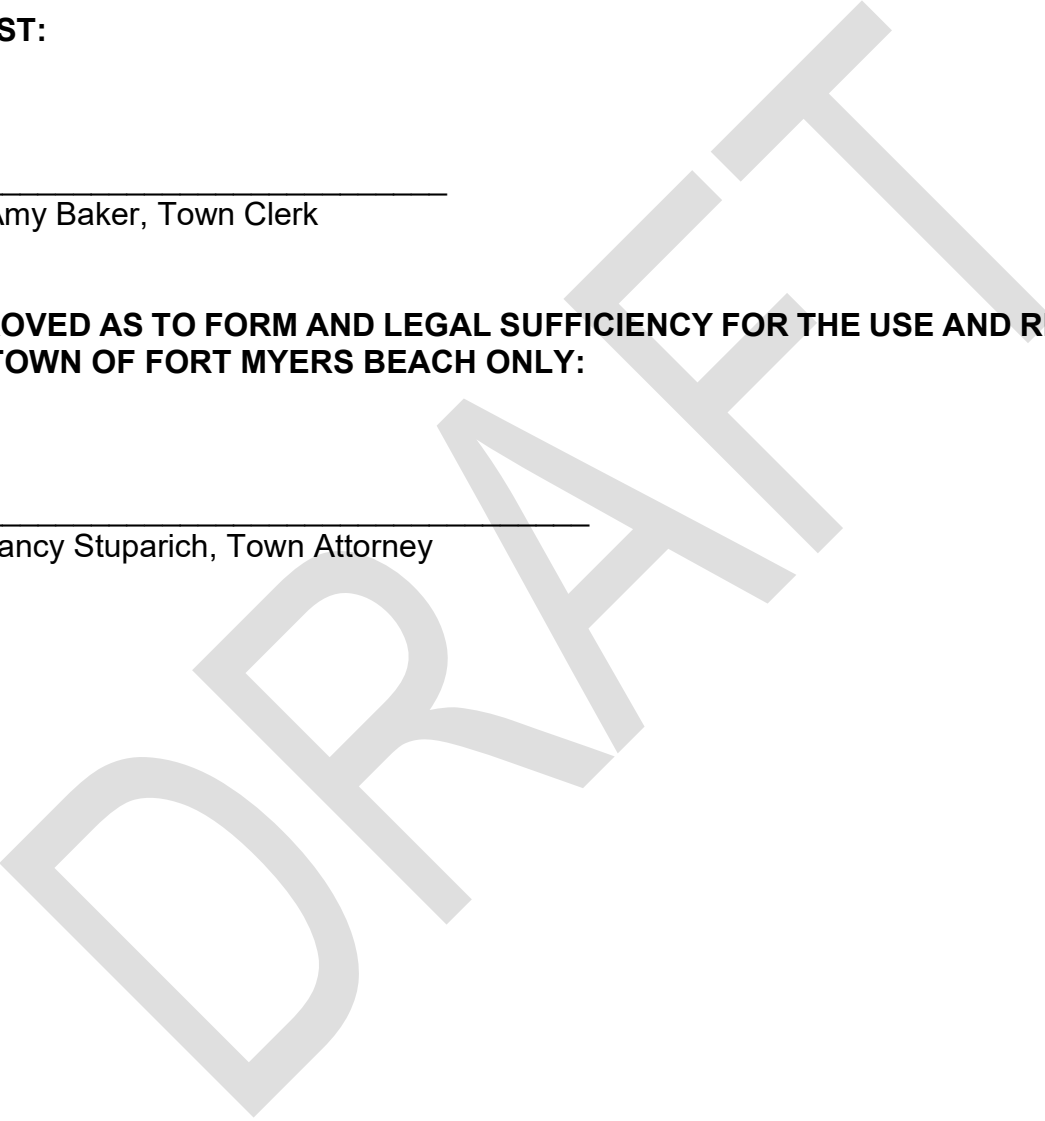 ST:
Amy Baker, Town Clerk
OVED AS TO FORM AND LEGAL SUFFICIENCY FOR THE USE AND
TOWN OF FORT MYERS BEACH ONLY:
ancy Stuparich, Town Attorney
DRAFT